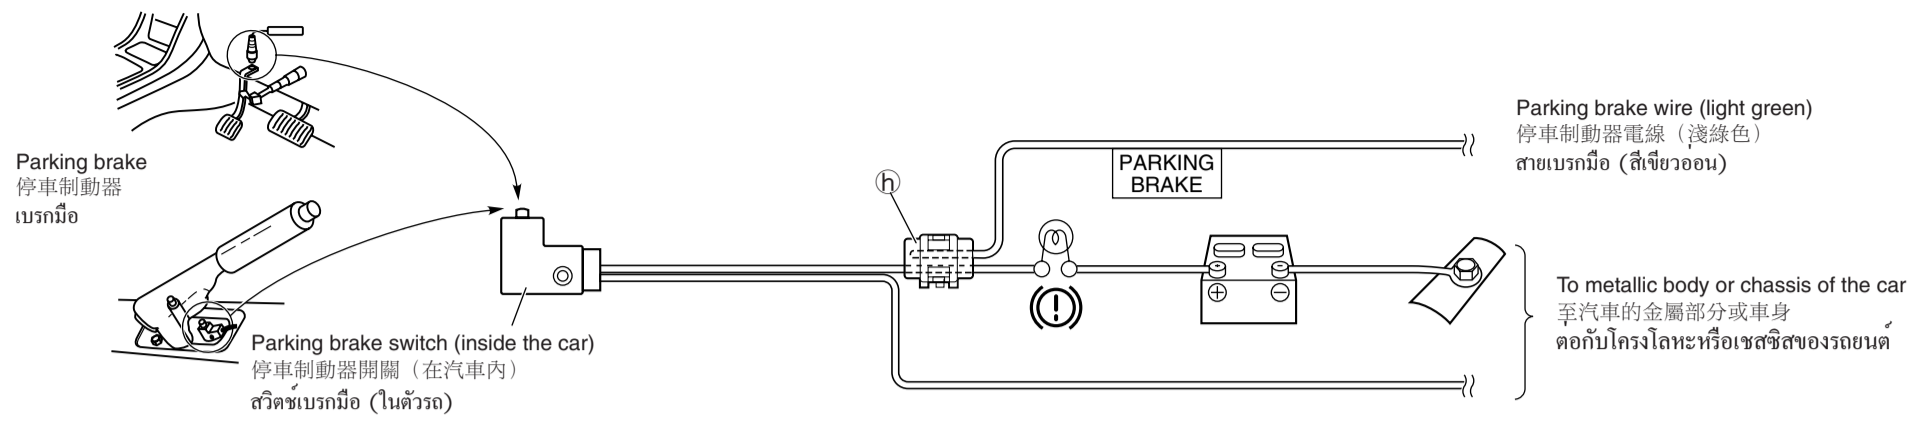 Parking brake
停車制動器
เบรกมือ
Parking brake switch (inside the car)
停車制動器開關（在汽車內）
สวิตช์เบรกมือ (ในตัวรถ)
h
PARKING
BRAKE
Parking brake wire (light green)
停車制動器電線（淺綠色）
สายเบรกมือ (สีเขียวอ่อน)
To metallic body or chassis of the car
至汽車的金屬部分或車身
ต่อกับโครงโลหะหรือเชสซิสของรถยนต์